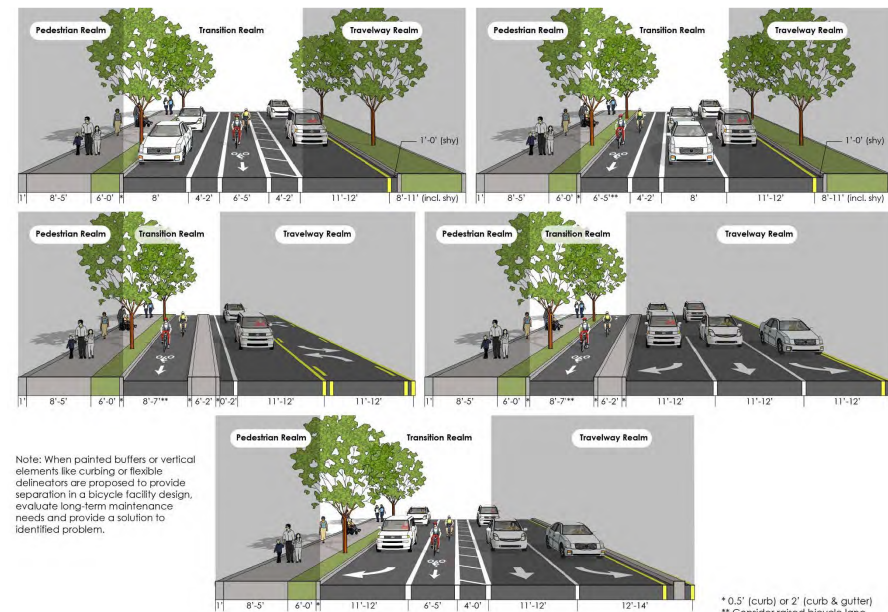 Pedestrian Realm Transition Realm Travelway Realm
1'-0' (shy)
1' 8'-5' 6'-0' * 8' 4'-2' 6'-5' 4'-2' 11'-12' 8'-11' (incl. shy)
Pedestrian Realm Transition Realm Travelway Realm
1'-0' (shy)
1' 8'-5' 6'-0' * 6'-5'** 4'-2' 8' 11'-12' 8'-11' (incl. shy)
Pedestrian Realm Transition Realm Travelway Realm
1' 8'-5' 6'-0' * 8'-7'** * 6'-2' * 0'-2' 11'-12' 11'-12'
Pedestrian Realm Transition Realm Travelway Realm
1' 8'-5' 6'-0' * 8'-7'** * 6'-2' * 11'-12' 11'-12' 11'-12'
Note: When painted buffers or vertical
elements like curbing or flexible
delineators are proposed to provide
separation in a bicycle facility design,
evaluate long-term maintenance
needs and provide a solution to
identified problem.
Pedestrian Realm Transition Realm Travelway Realm
1' 8'-5' 6'-0' * 11'-12' 6'-5' 4'-0' 11'-12' 12'-14'
* 0.5' (curb) or 2' (curb & gutter)
** Consider raised bicycle lane